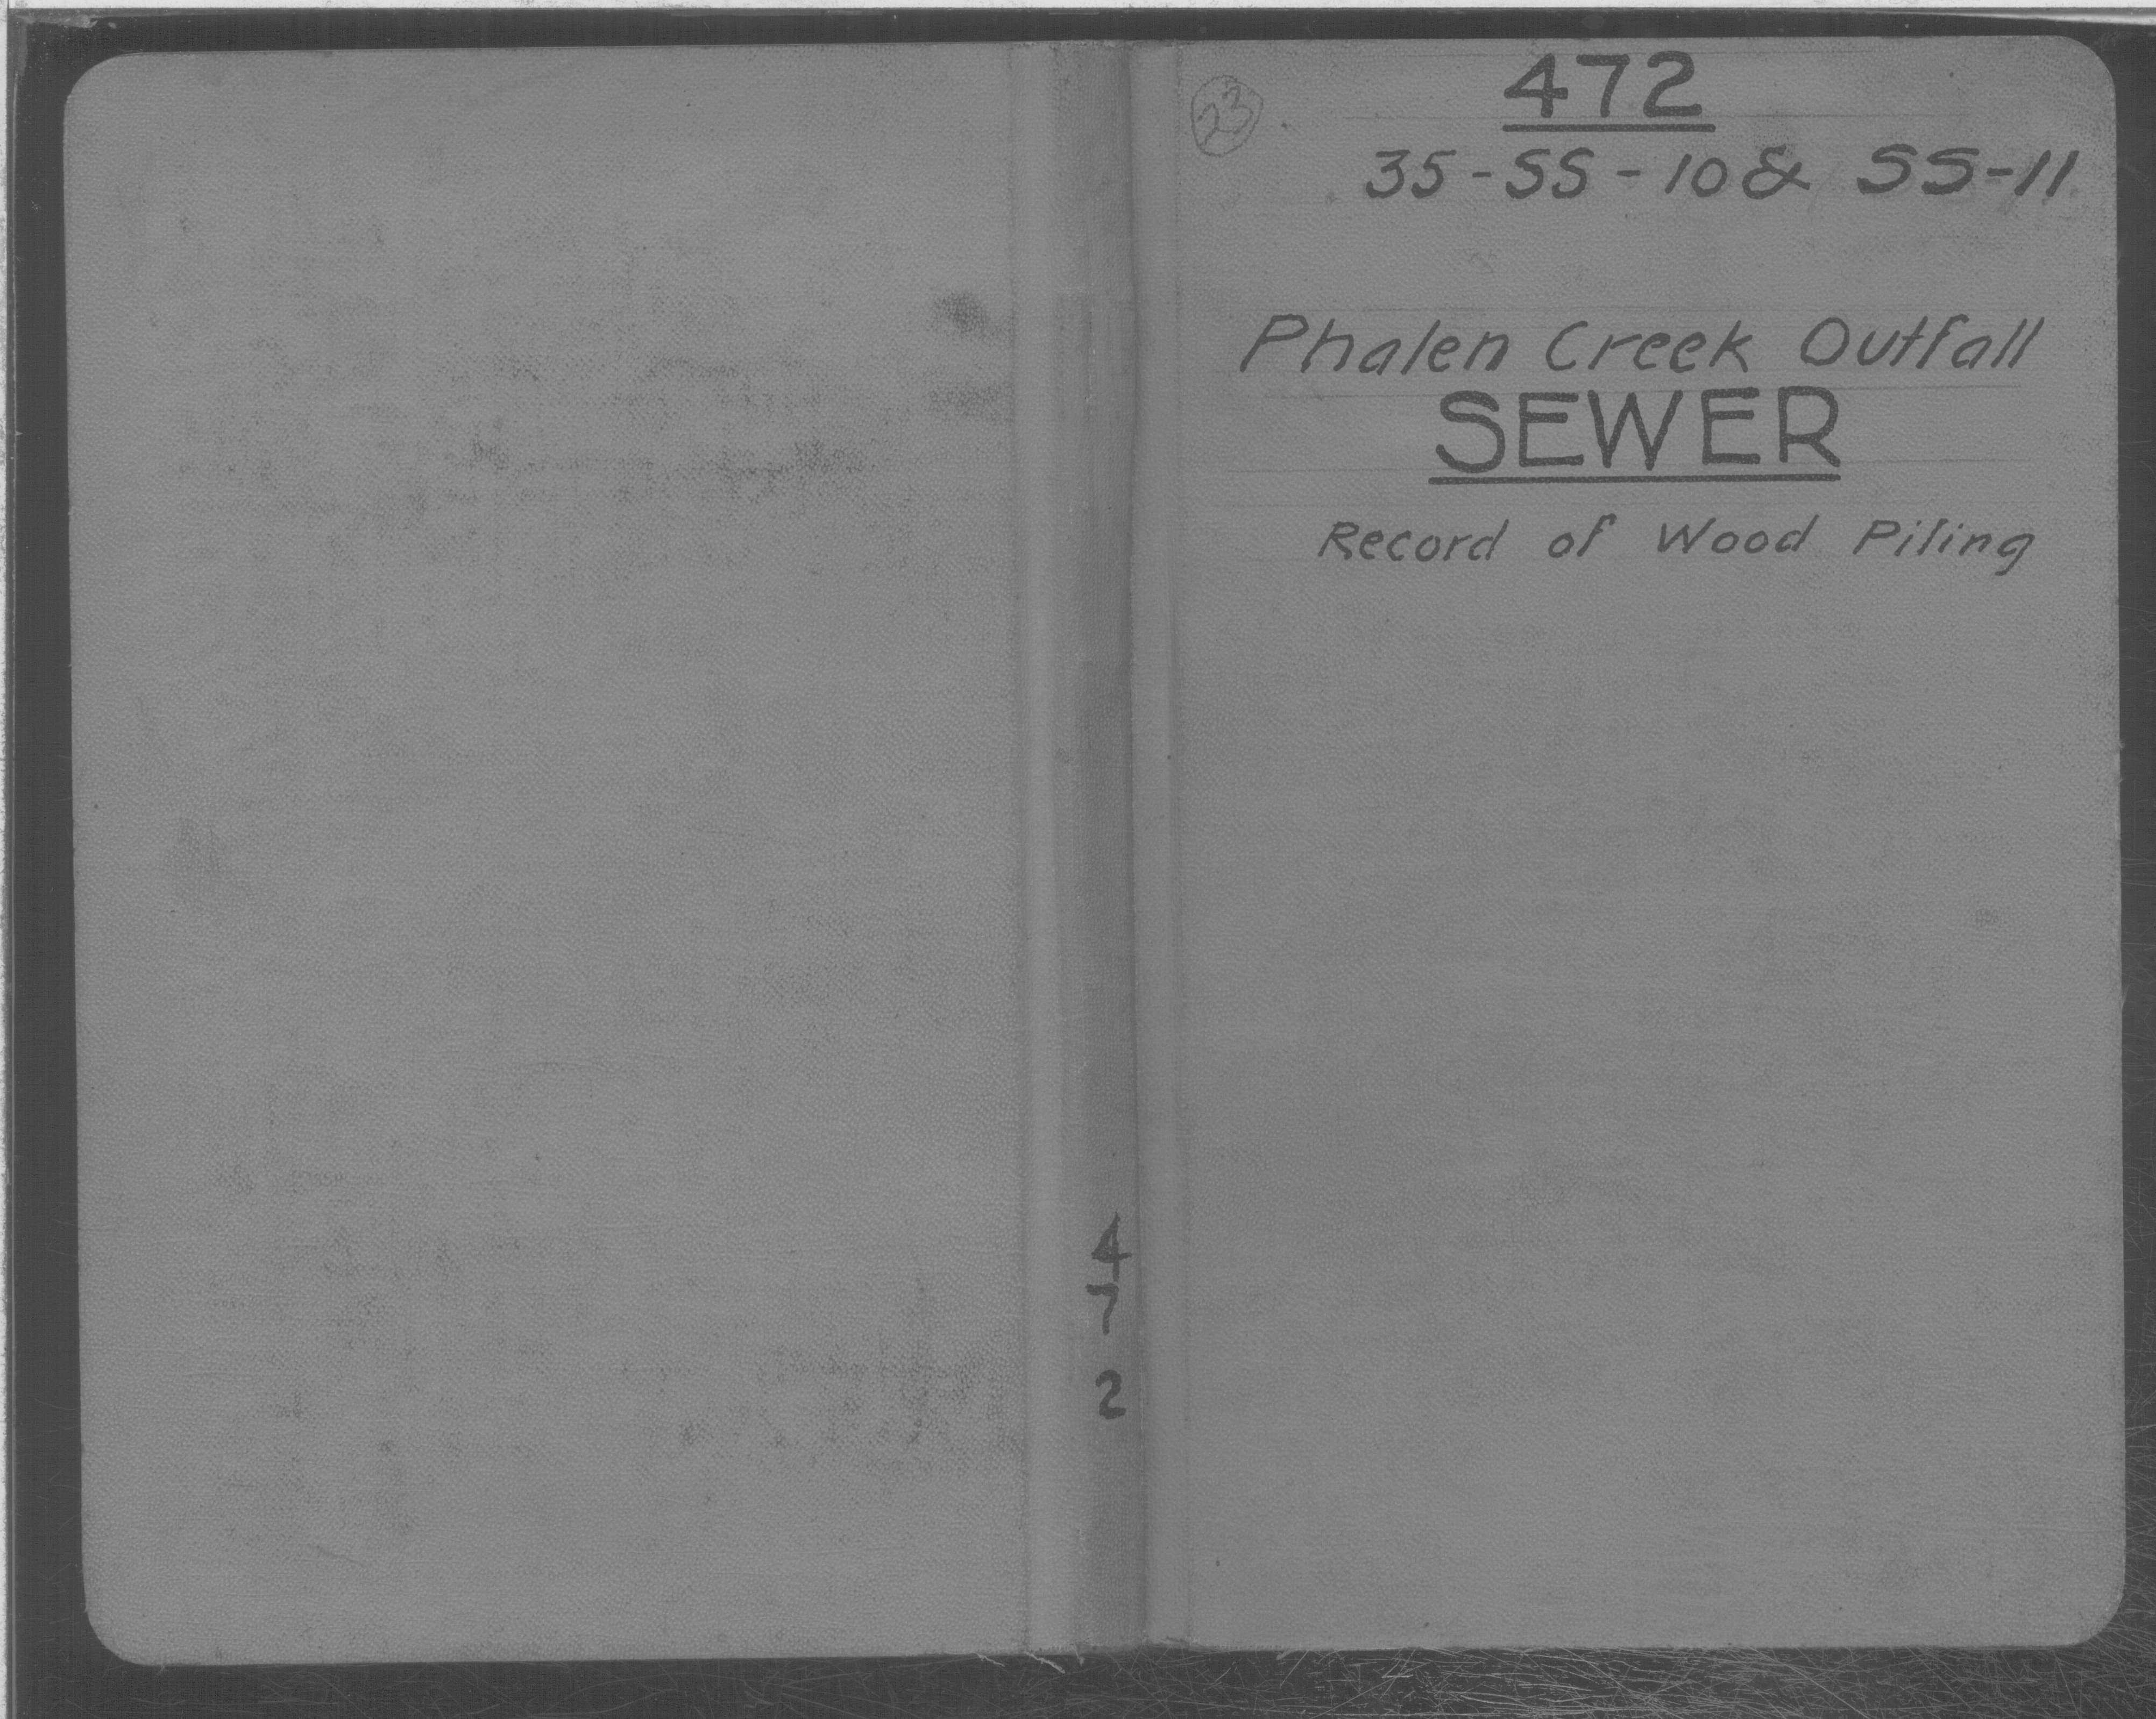 23
472
35-SS-10 & SS-11
Phalen Creek Outfall
SEWER
Record of Wood Piling
4
7
2